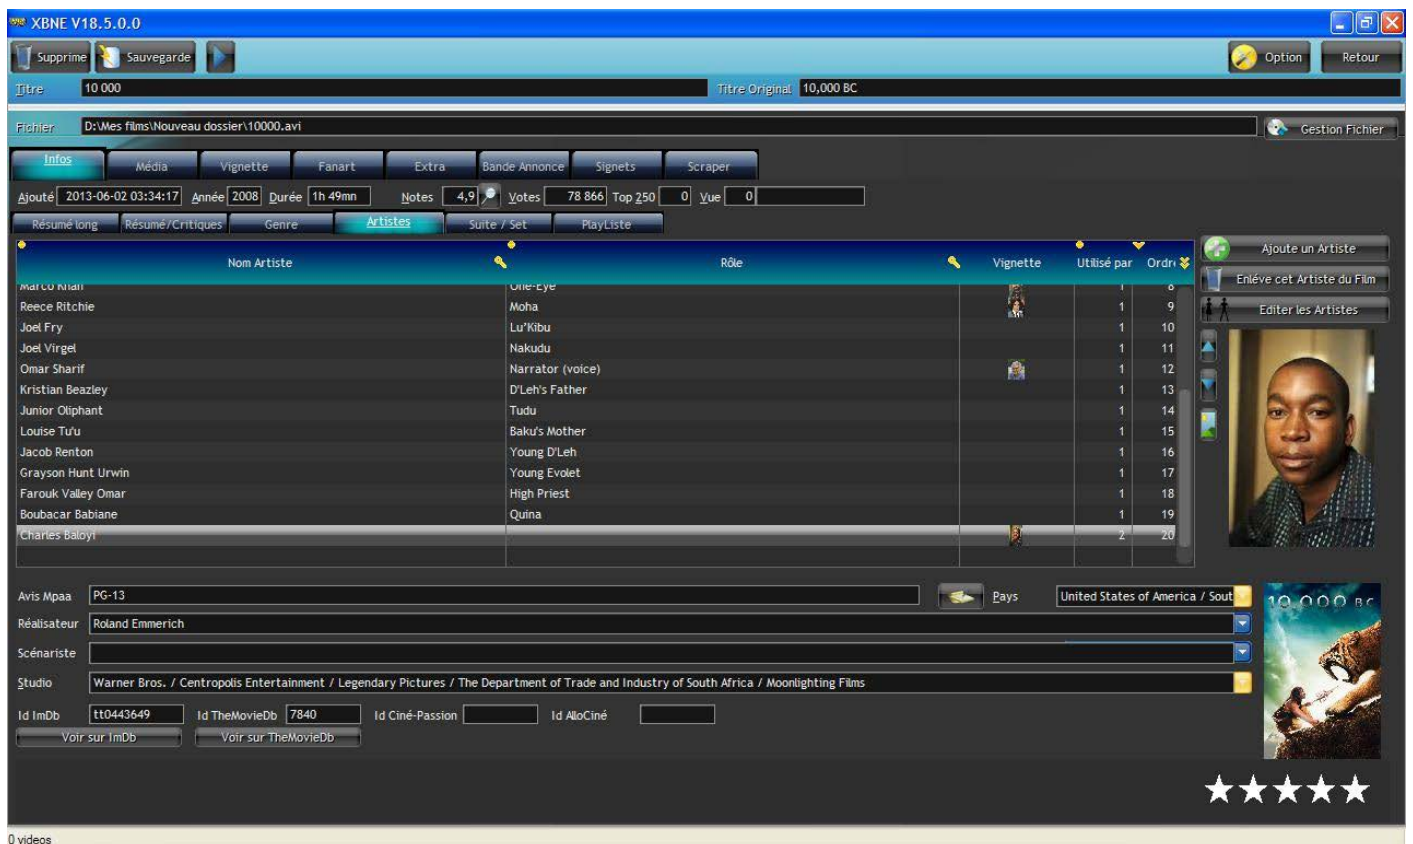 XBNE V18.5.0.0
Supprime Sauvegarde Option Retour
Titre 10 000 Titre Original 10,000 BC
Fichier D:\Mes films\Nouveau dossier\10000.avi Gestion Fichier
Infos Média Vignette Fanart Extra Bande Annonce Signets Scraper
Ajouté 2013-06-02 03:34:17 Année 2008 Durée 1h 49mn Notes 4,9 Votes 78 866 Top 250 0 Vue 0
Résumé long Résumé/Critiques Genre Artistes Suite / Set PlayListe
Nom Artiste Rôle Vignette Utilisé par Ordre
Ajoute un Artiste
Enléve cet Artiste du Film
Editer les Artistes
Marco Khan One-Eye 1 8
Reece Ritchie Moha 1 9
Joel Fry Lu'Kibu 1 10
Joel Virgel Nakudu 1 11
Omar Sharif Narrator (voice) 1 12
Kristian Beazley D'Leh's Father 1 13
Junior Oliphant Tudu 1 14
Louise Tu'u Baku's Mother 1 15
Jacob Renton Young D'Leh 1 16
Grayson Hunt Urwin Young Evolet 1 17
Farouk Valley Omar High Priest 1 18
Boubacar Babiane Quina 1 19
Charles Baloyi 2 20
Avis Mpaa PG-13 Pays United States of America / Sout
10,000 BC
Réalisateur Roland Emmerich
Scénariste
Studio Warner Bros. / Centropolis Entertainment / Legendary Pictures / The Department of Trade and Industry of South Africa / Moonlighting Films
Id ImDb tt0443649 Id TheMovieDb 7840 Id Ciné-Passion Id AlloCiné
Voir sur ImDb Voir sur TheMovieDb
0 videos